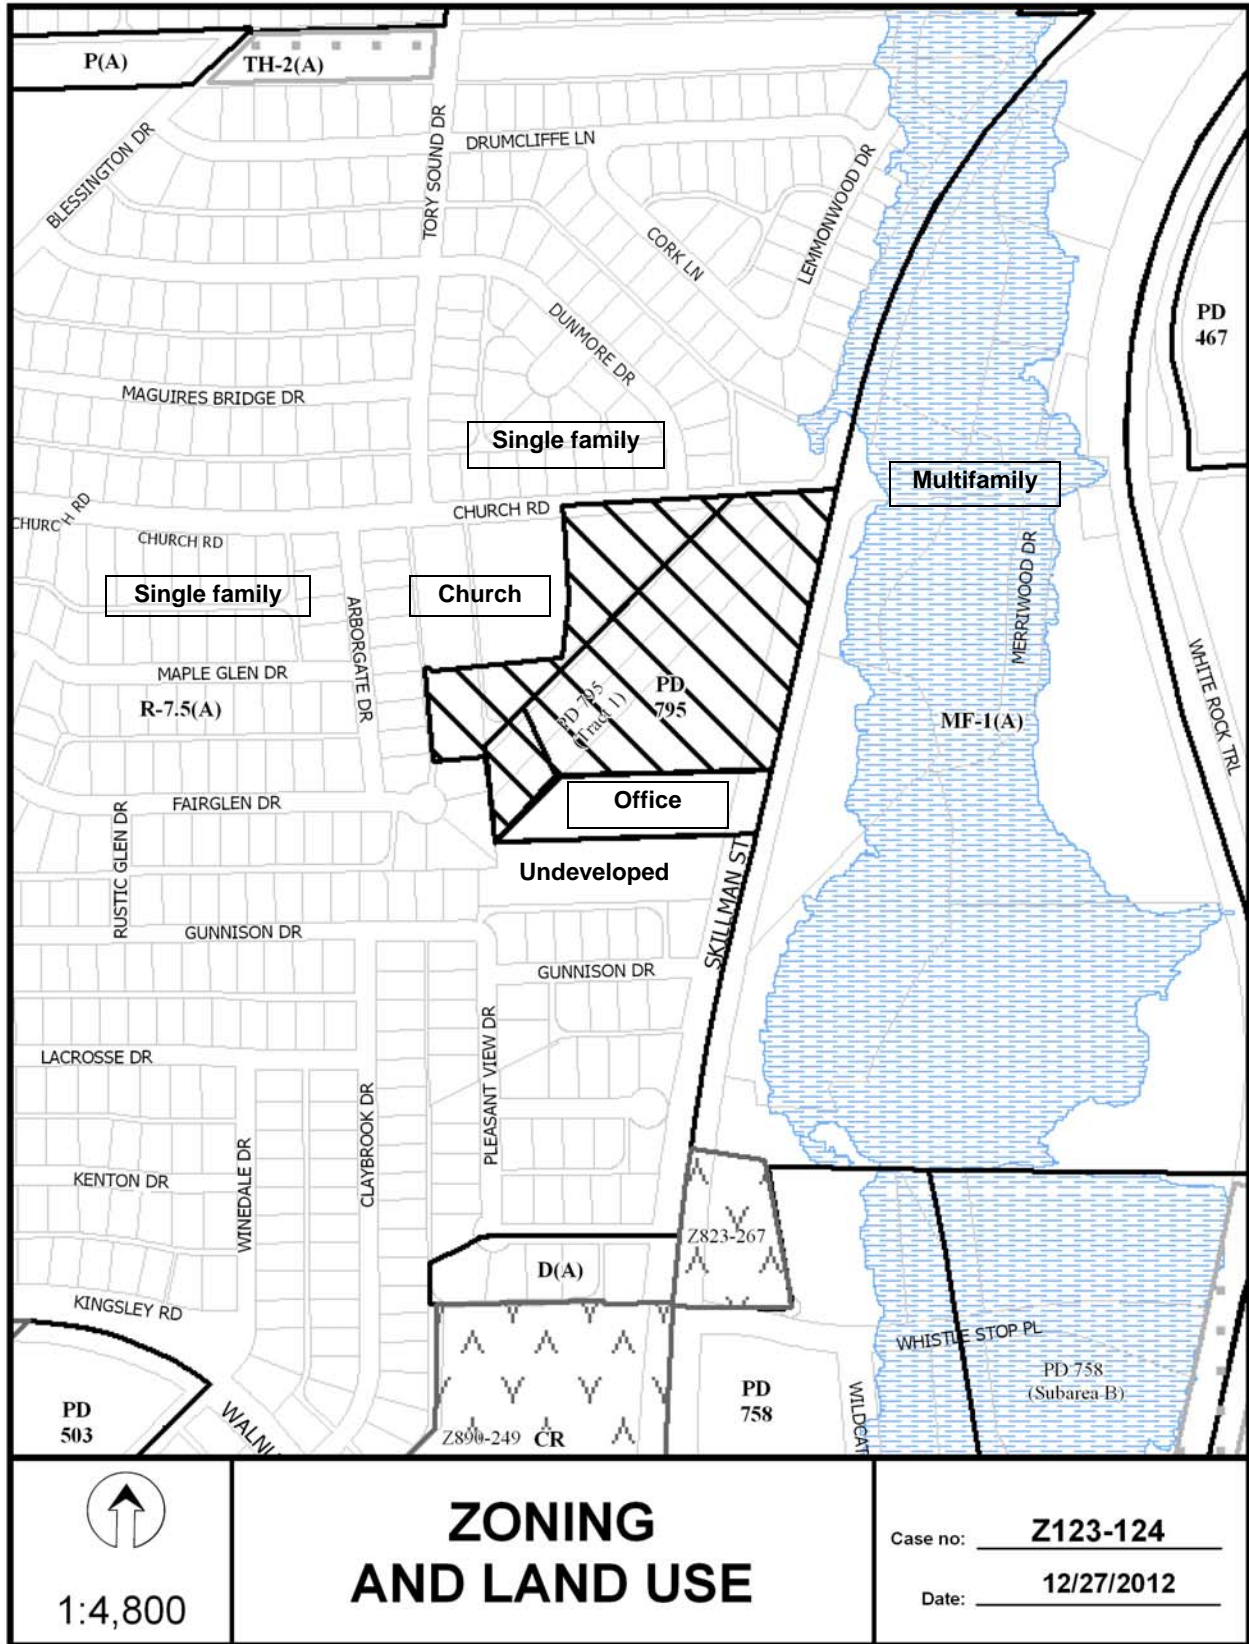 P(A)
TH-2(A)
BLESSINGTON DR
TORY SOUND DR
DRUMCLIFFE LN
LEMMONWOOD DR
CORK LN
DUNMORE DR
PD
467
MAGUIRES BRIDGE DR
Single family
Multifamily
CHURCH RD
CHURCH RD
CHURCH RD
Single family
Church
ARBORGATE DR
MERRIWOOD DR
WHITE ROCK TRL
MAPLE GLEN DR
R-7.5(A)
PD 795
(Tract 1)
PD
795
MF-1(A)
FAIRGLEN DR
Office
RUSTIC GLEN DR
Undeveloped
SKILLMAN ST
GUNNISON DR
GUNNISON DR
PLEASANT VIEW DR
LACROSSE DR
CLAYBROOK DR
WINEDALE DR
KENTON DR
Z823-267
D(A)
KINGSLEY RD
WHISTLE STOP PL
PD 758
(Subarea B)
PD
758
WILDCAT
PD
503
WALNU
Z890-249
CR
1:4,800
ZONING
AND LAND USE
Case no: Z123-124
Date: 12/27/2012